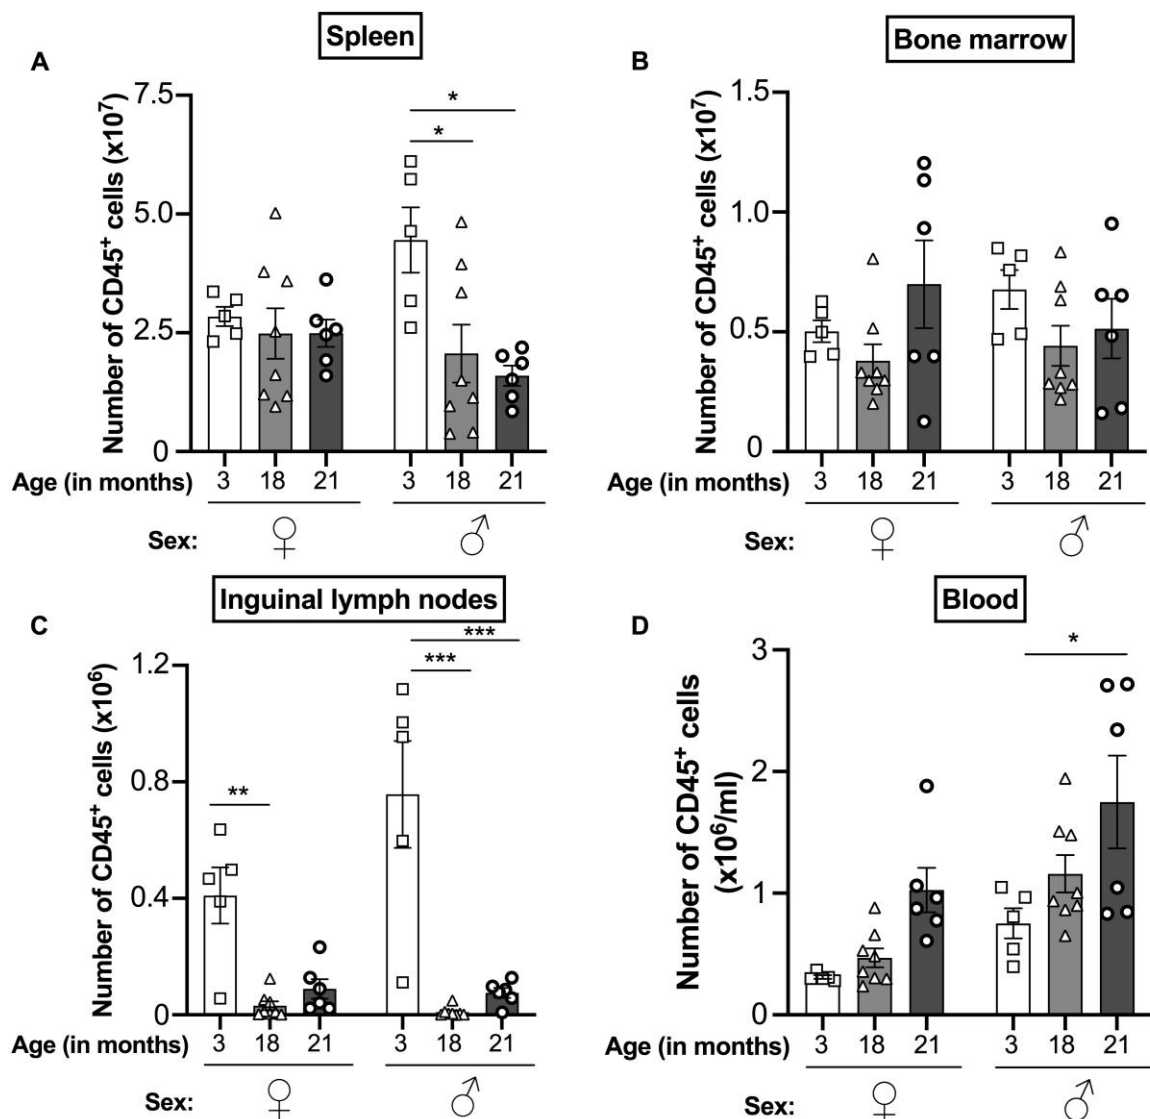 A
Spleen
Number of CD45⁺ cells (x10⁷)
7.5
5.0
2.5
0
*
*
Age (in months)
3 18 21 3 18 21
Sex: ♀ ♂
B
Bone marrow
Number of CD45⁺ cells (x10⁷)
1.5
1.0
0.5
0
Age (in months)
3 18 21 3 18 21
Sex: ♀ ♂
C
Inguinal lymph nodes
Number of CD45⁺ cells (x10⁶)
1.2
0.8
0.4
0
**
***
***
Age (in months)
3 18 21 3 18 21
Sex: ♀ ♂
D
Blood
Number of CD45⁺ cells
(x10⁶/ml)
3
2
1
0
*
Age (in months)
3 18 21 3 18 21
Sex: ♀ ♂